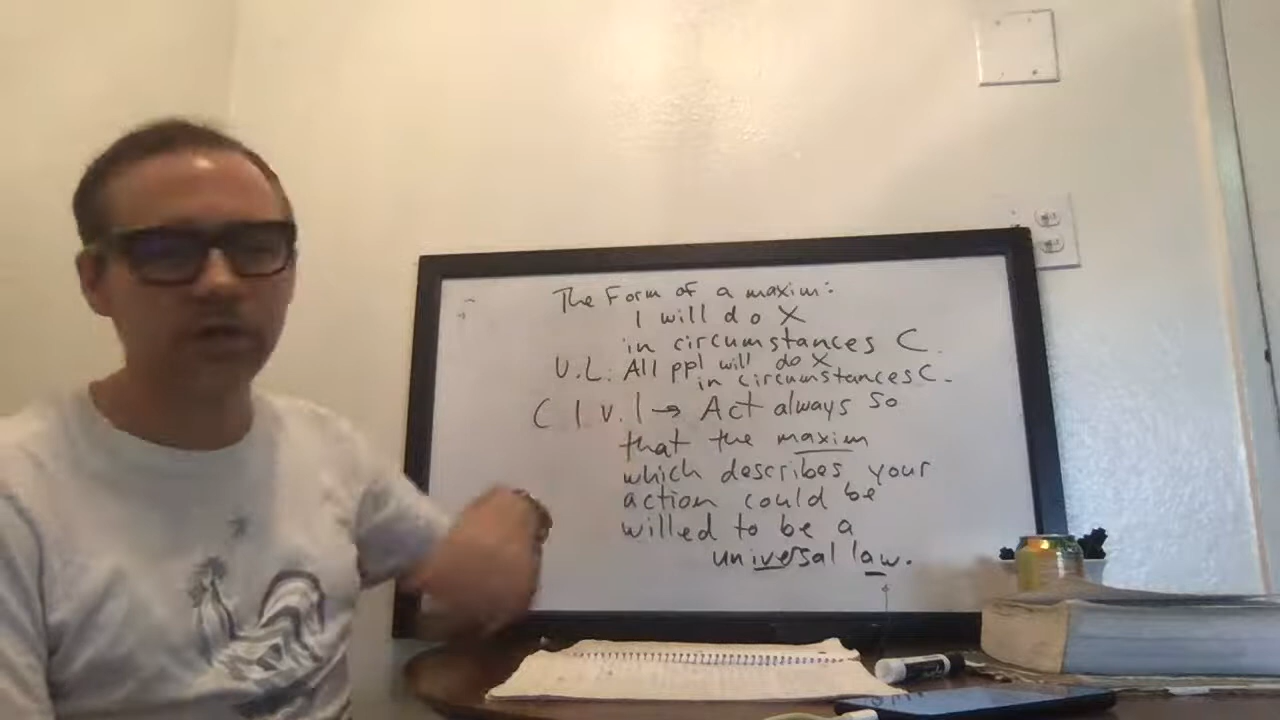 The Form of a maxim:
I will do X
in circumstances C.
U.L: All ppl will do X
in circumstances C.
C I v. 1 → Act always so
that the maxim
which describes your
action could be
willed to be a
universal law.